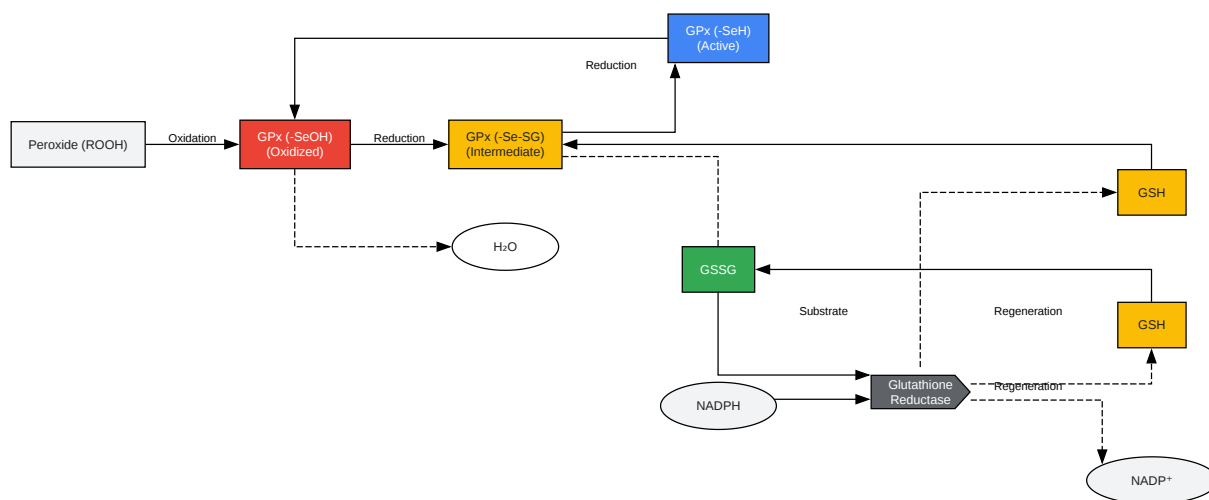 GPx (-SeH)
(Active)
Reduction
Peroxide (ROOH)
Oxidation
GPx (-SeOH)
(Oxidized)
Reduction
GPx (-Se-SG)
(Intermediate)
GSH
H₂O
GSSG
Substrate
Regeneration
GSH
Glutathione
Reductase
Regeneration
NADPH
NADP⁺